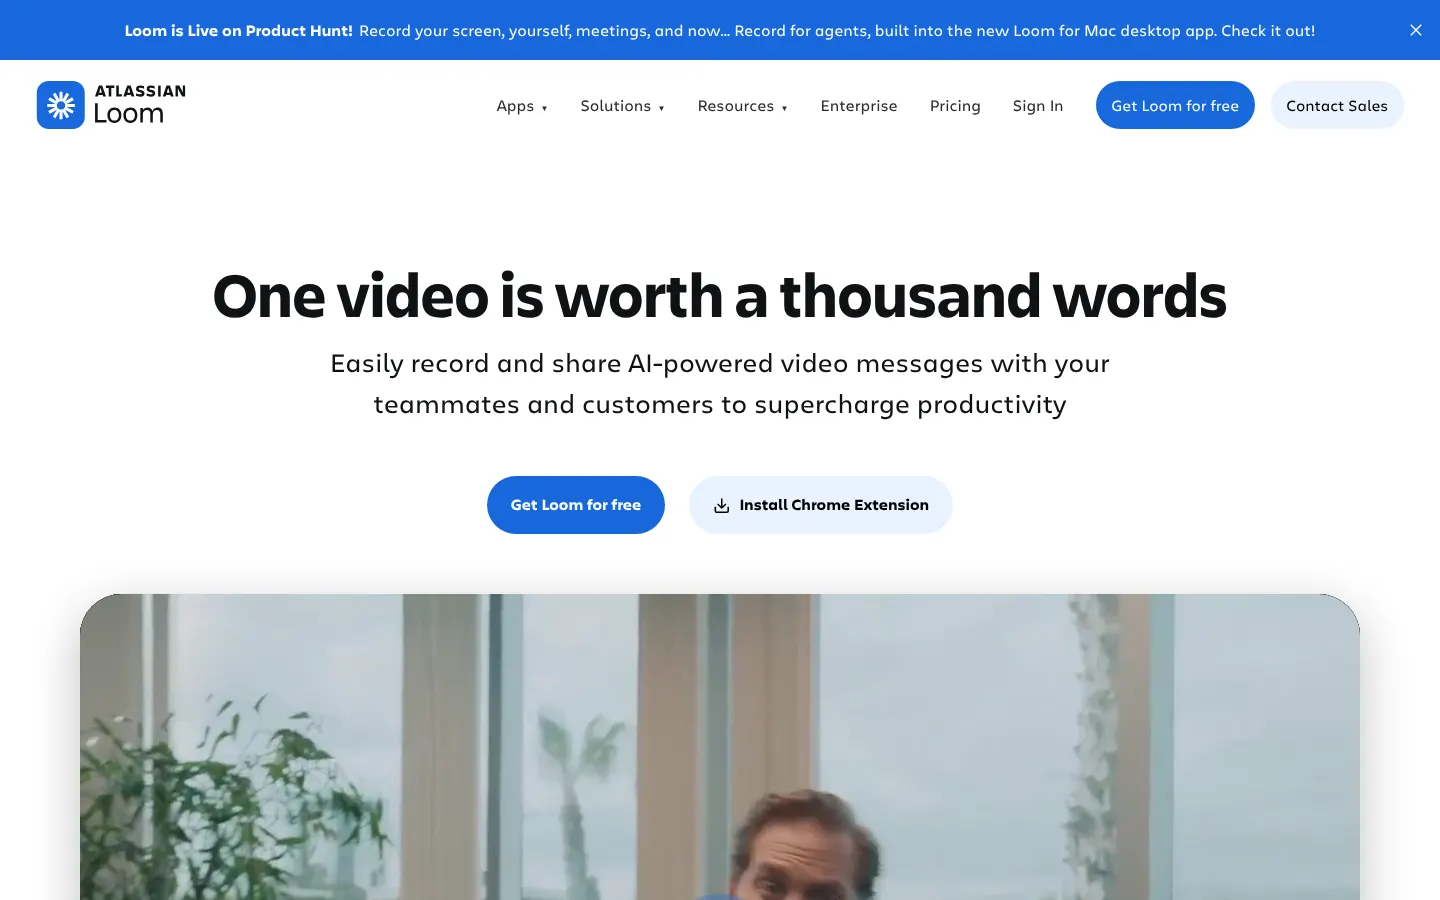 Loom is Live on Product Hunt! Record your screen, yourself, meetings, and now... Record for agents, built into the new Loom for Mac desktop app. Check it out!
ATLASSIAN
Loom
Apps
Solutions
Resources
Enterprise
Pricing
Sign In
Get Loom for free
Contact Sales
One video is worth a thousand words
Easily record and share AI-powered video messages with your
teammates and customers to supercharge productivity
Get Loom for free
Install Chrome Extension